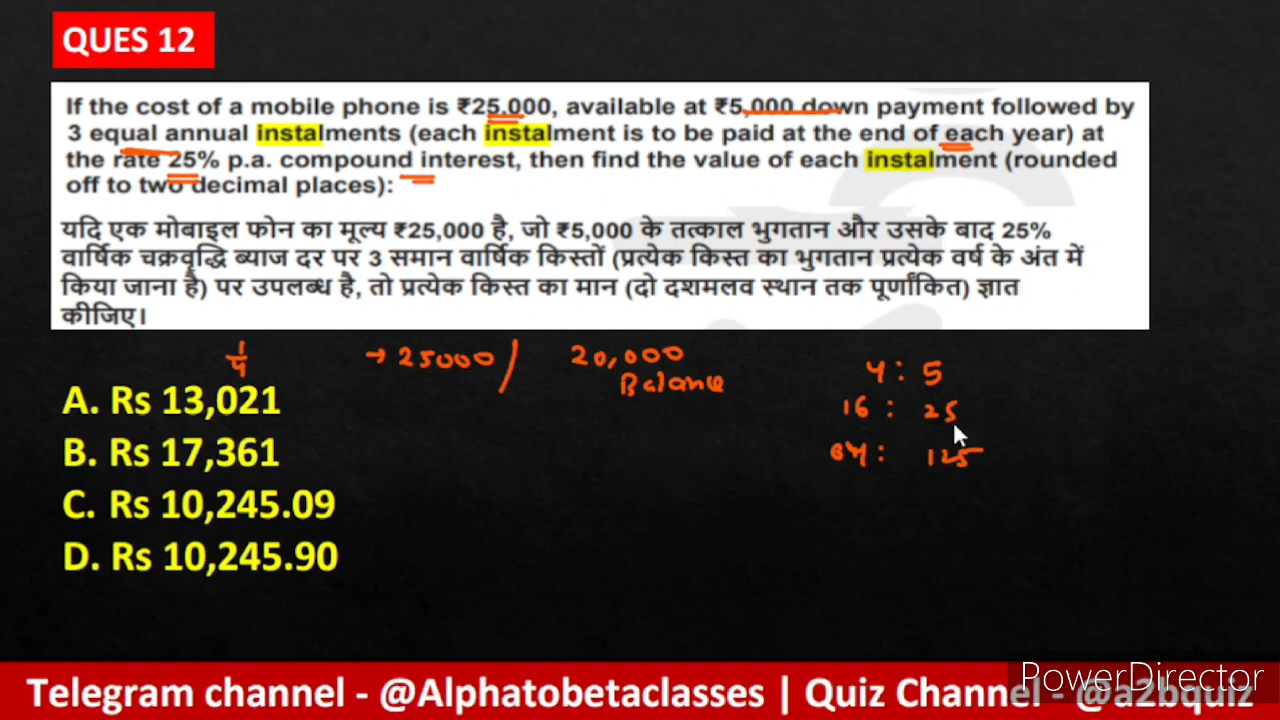 QUES 12
If the cost of a mobile phone is ₹25,000, available at ₹5,000 down payment followed by
3 equal annual instalments (each instalment is to be paid at the end of each year) at
the rate 25% p.a. compound interest, then find the value of each instalment (rounded
off to two decimal places):
यदि एक मोबाइल फोन का मूल्य ₹25,000 है, जो ₹5,000 के तत्काल भुगतान और उसके बाद 25%
वार्षिक चक्रवृद्धि ब्याज दर पर 3 समान वार्षिक किस्तों (प्रत्येक किस्त का भुगतान प्रत्येक वर्ष के अंत में
किया जाना है) पर उपलब्ध है, तो प्रत्येक किस्त का मान (दो दशमलव स्थान तक पूर्णांकित) ज्ञात
कीजिए।
1/4 → 25000 / 20,000
Balance
4 : 5
16 : 25
64 : 125
A. Rs 13,021
B. Rs 17,361
C. Rs 10,245.09
D. Rs 10,245.90
Telegram channel - @Alphatobetaclasses | Quiz Channel - @a2bquiz
PowerDirector